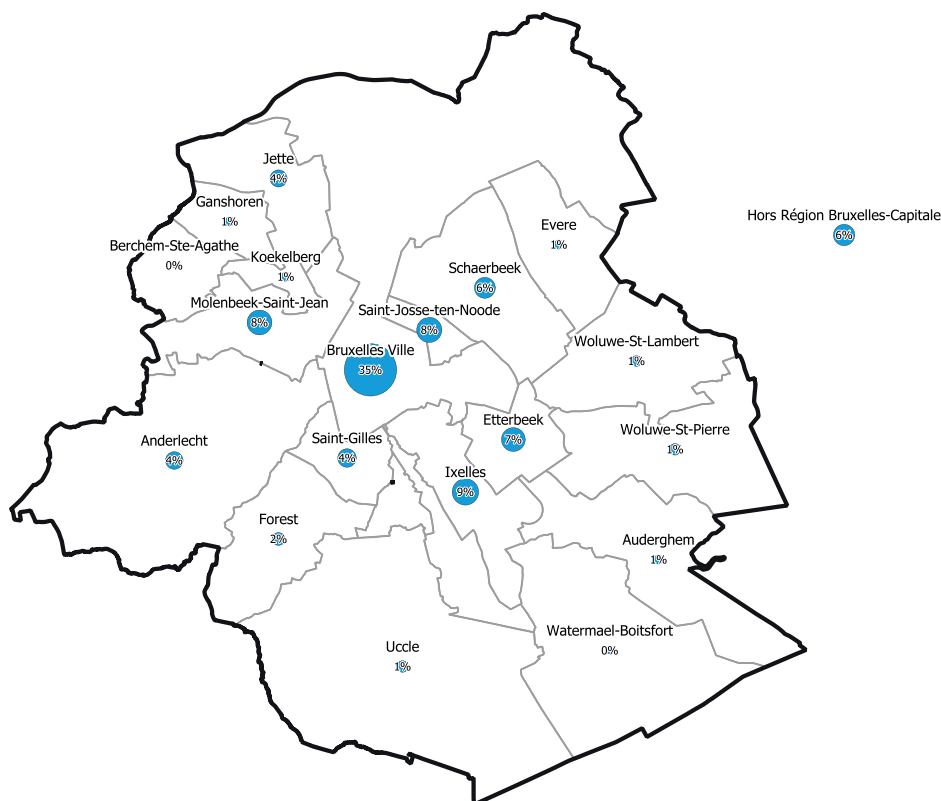 Jette
4%
Ganshoren
1%
Hors Région Bruxelles-Capitale
6%
Evere
1%
Berchem-Ste-Agathe
0%
Koekelberg
1%
Schaerbeek
6%
Molenbeek-Saint-Jean
8%
Saint-Josse-ten-Noode
8%
Woluwe-St-Lambert
1%
Bruxelles Ville
35%
Etterbeek
7%
Woluwe-St-Pierre
1%
Anderlecht
4%
Saint-Gilles
4%
Ixelles
9%
Forest
2%
Auderghem
1%
Watermael-Boitsfort
0%
Uccle
1%